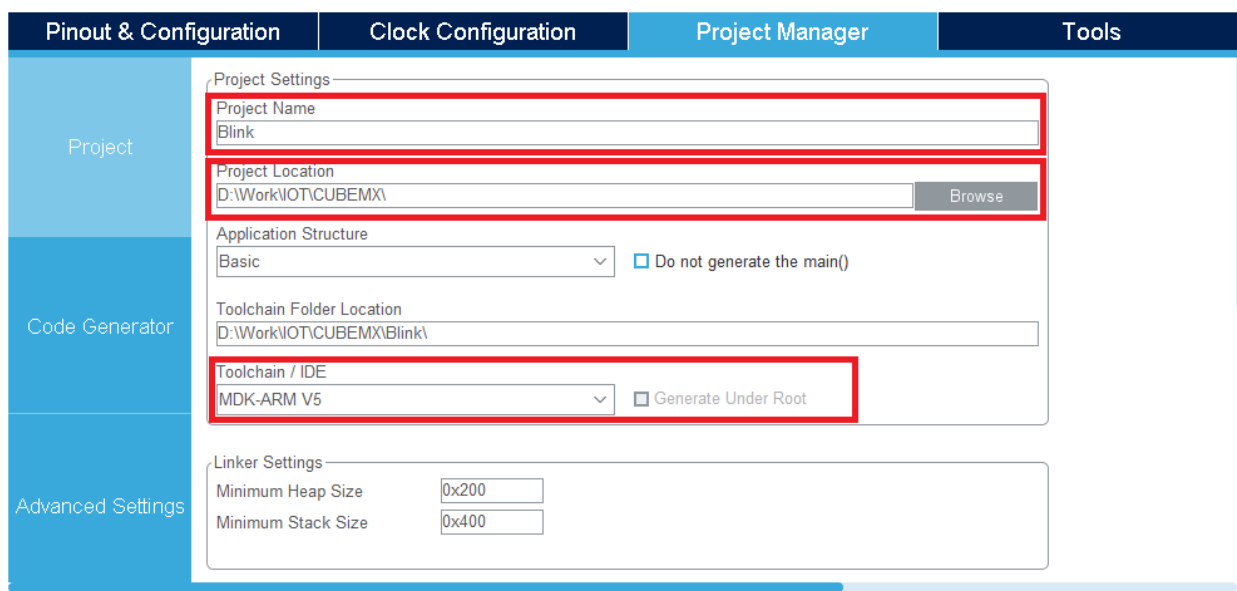 Pinout & Configuration
Clock Configuration
Project Manager
Tools
Project
Code Generator
Advanced Settings
Project Settings
Project Name
Blink
Project Location
D:\Work\IOT\CUBEMX\
Browse
Application Structure
Basic
Do not generate the main()
Toolchain Folder Location
D:\Work\IOT\CUBEMX\Blink\
Toolchain / IDE
MDK-ARM V5
Generate Under Root
Linker Settings
Minimum Heap Size
0x200
Minimum Stack Size
0x400